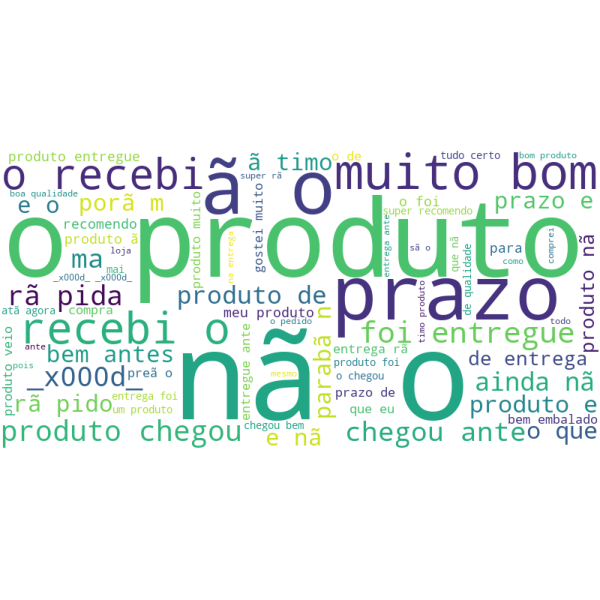 produto entregue
ã timo
o de
tudo certo
bom produto
o recebi
ã o
muito bom
super rã
boa qualidade
e o
porã m
produto muito
gostei muito
o foi
super recomendo
prazo e
recomendo
o produto
produto ã
loja
na entrega
entrega ante
sã o
que nã
para
como
comprei
produto nã
ma
mai
_x000d_ _x000d_
de qualidade
rã pida
produto de
prazo
timo produto
atã agora
compra
meu produto
o pedido
parabã n
foi entregue
todo
recebi o
nã o
produto veio
ante
bem antes
entregue ante
entrega rã
de entrega
pois
_x000d_
preã o
mesmo
produto foi
o chegou
ainda nã
rã pido
entrega foi
um produto
prazo de
que eu
produto e
bem embalado
produto chegou
chegou bem
e nã
chegou ante
o que